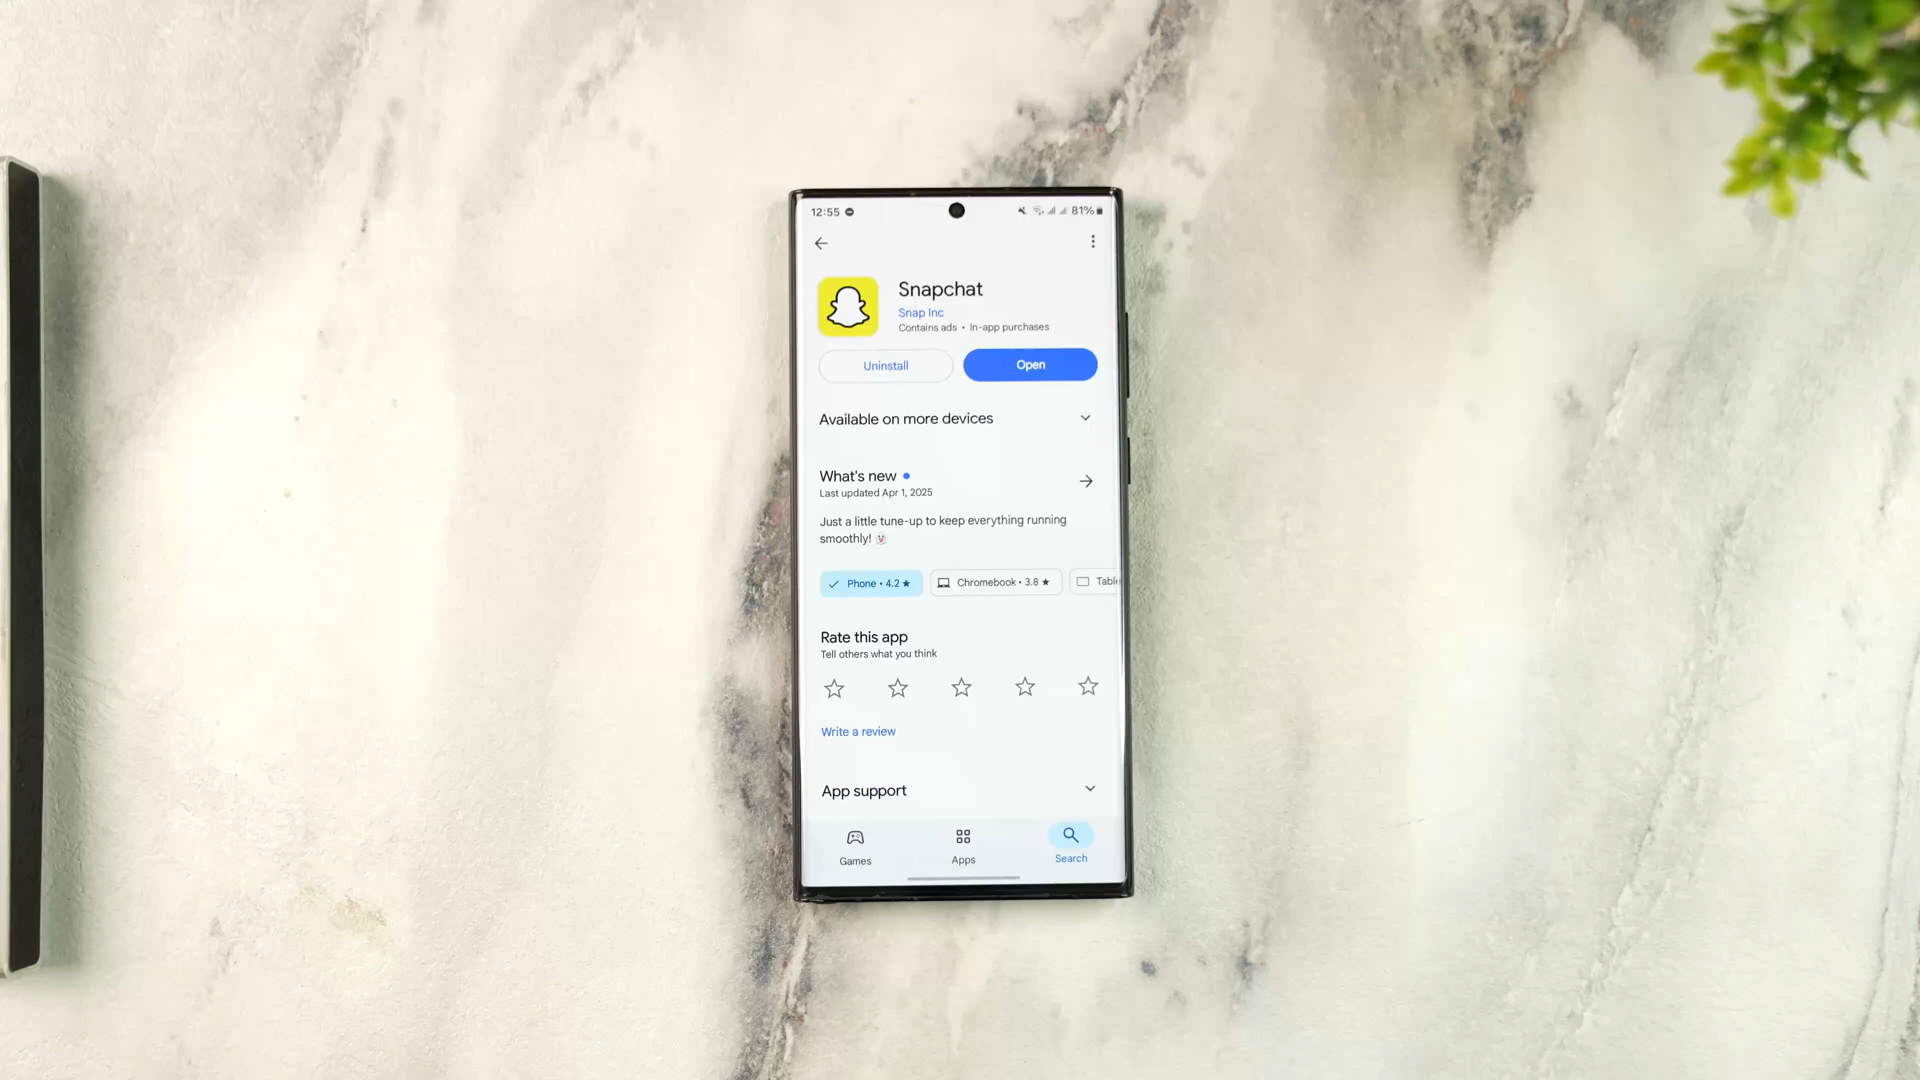 12:55
81%
Snapchat
Snap Inc
Contains ads • In-app purchases
Uninstall
Open
Available on more devices
What's new
Last updated Apr 1, 2025
Just a little tune-up to keep everything running
smoothly!
Phone • 4.2 ★
Chromebook • 3.8 ★
Table
Rate this app
Tell others what you think
Write a review
App support
Games
Apps
Search